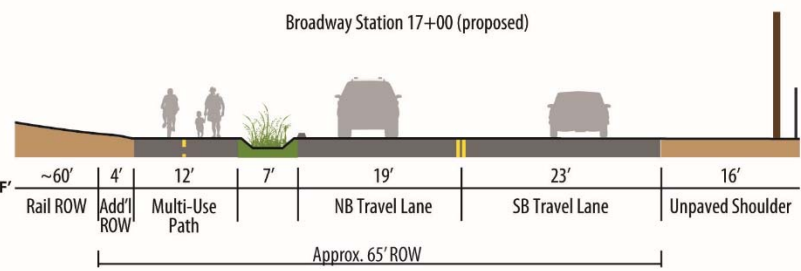 Broadway Station 17+00 (proposed)
F’ ~60’ 4’ 12’ 7’ 19’ 23’ 16’
Rail ROW Add’l ROW Multi-Use Path NB Travel Lane SB Travel Lane Unpaved Shoulder
Approx. 65’ ROW